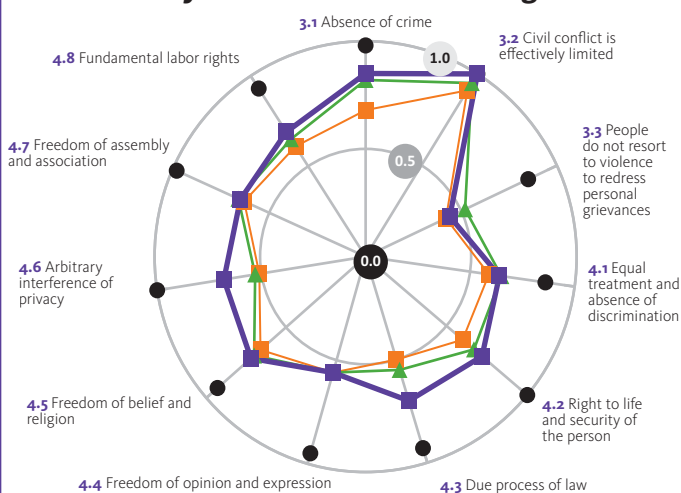 3.1 Absence of crime
3.2 Civil conflict is
effectively limited
1.0
4.8 Fundamental labor rights
3.3 People
do not resort
to violence
to redress
personal
grievances
4.7 Freedom of assembly
and association
0.5
0.0
4.6 Arbitrary
interference of
privacy
4.1 Equal
treatment and
absence of
discrimination
4.5 Freedom of belief and
religion
4.2 Right to life
and security of
the person
4.4 Freedom of opinion and expression
4.3 Due process of law